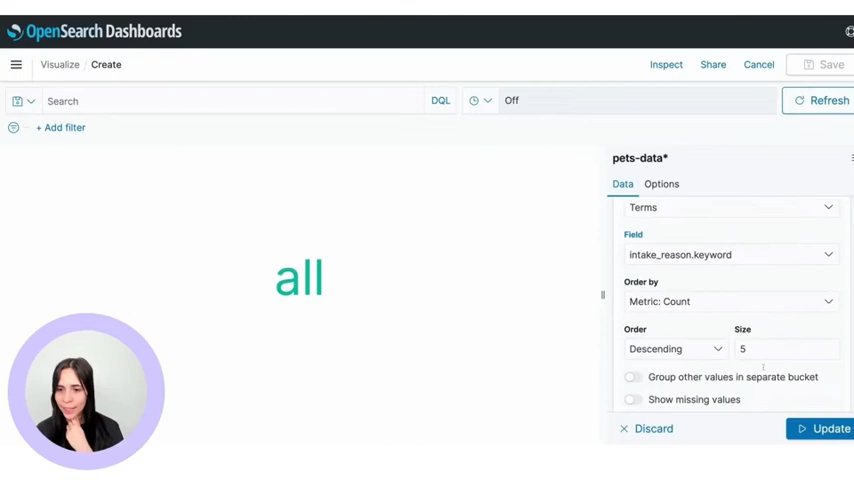 OpenSearch Dashboards
Visualize / Create
Inspect Share Cancel Save
Search DQL Off Refresh
+ Add filter
pets-data*
Data Options
Terms
Field
intake_reason.keyword
Order by
Metric: Count
Order Size
Descending 5
Group other values in separate bucket
Show missing values
Discard Update
all